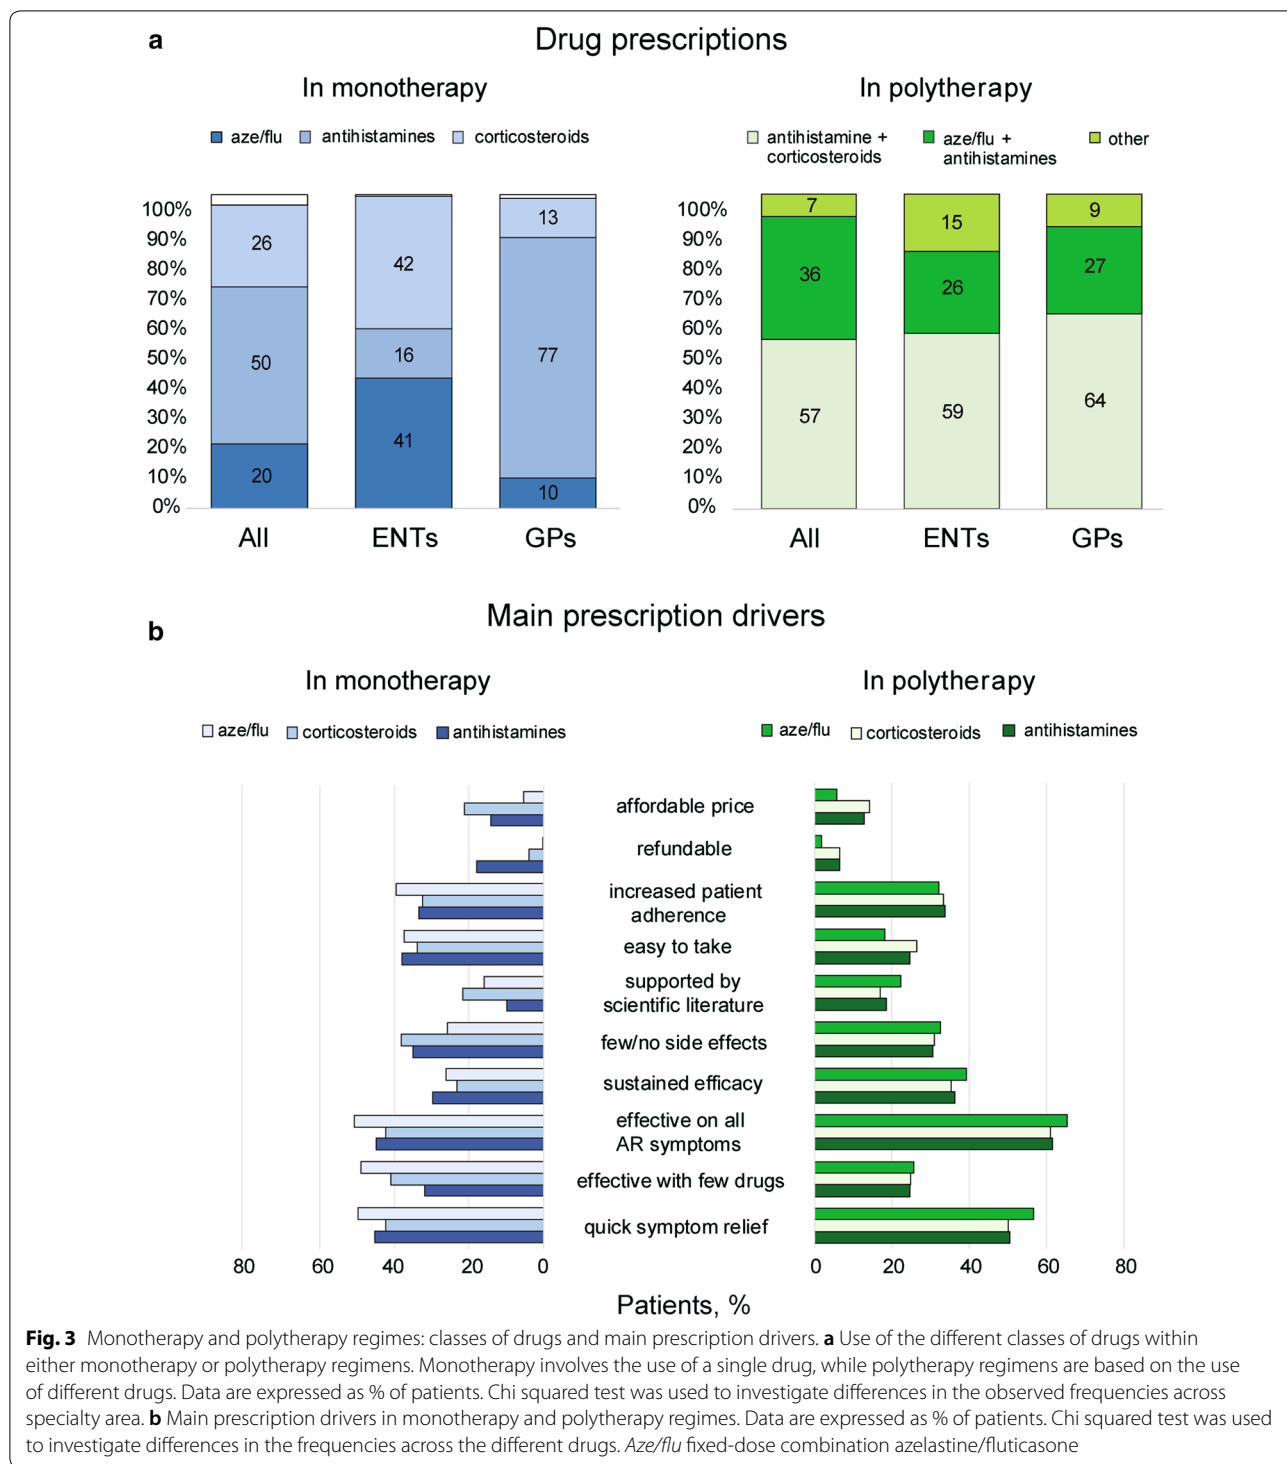 a
Drug prescriptions
In monotherapy
In polytherapy
aze/flu
antihistamines
corticosteroids
antihistamine +
corticosteroids
aze/flu +
antihistamines
other
100%
90%
80%
70%
60%
50%
40%
30%
20%
10%
0%
26
50
20
42
16
41
13
77
10
All
ENTs
GPs
100%
90%
80%
70%
60%
50%
40%
30%
20%
10%
0%
7
36
57
15
26
59
9
27
64
All
ENTs
GPs
b
Main prescription drivers
In monotherapy
In polytherapy
aze/flu
corticosteroids
antihistamines
aze/flu
corticosteroids
antihistamines
affordable price
refundable
increased patient
adherence
easy to take
supported by
scientific literature
few/no side effects
sustained efficacy
effective on all
AR symptoms
effective with few drugs
quick symptom relief
80
60
40
20
0
0
20
40
60
80
Patients, %
Fig. 3 Monotherapy and polytherapy regimes: classes of drugs and main prescription drivers. a Use of the different classes of drugs within
either monotherapy or polytherapy regimens. Monotherapy involves the use of a single drug, while polytherapy regimens are based on the use
of different drugs. Data are expressed as % of patients. Chi squared test was used to investigate differences in the observed frequencies across
specialty area. b Main prescription drivers in monotherapy and polytherapy regimes. Data are expressed as % of patients. Chi squared test was used
to investigate differences in the frequencies across the different drugs. Aze/flu fixed-dose combination azelastine/fluticasone